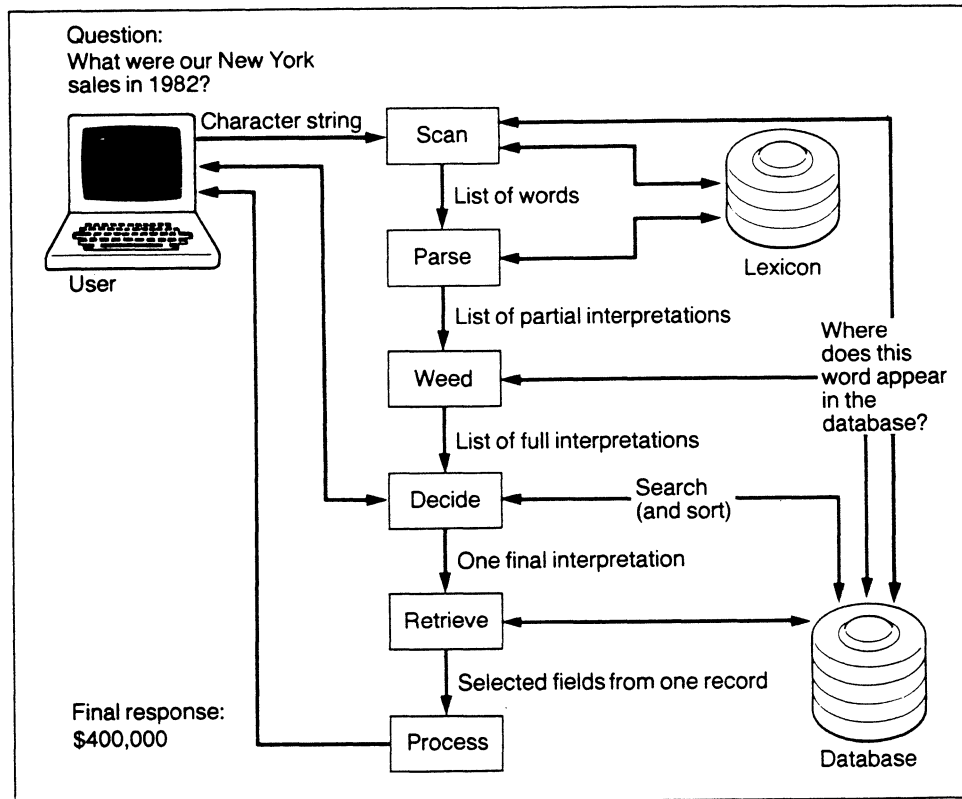 Question:
What were our New York
sales in 1982?
Character string
Scan
List of words
Parse
Lexicon
User
List of partial interpretations
Where
does this
word appear
in the
database?
Weed
List of full interpretations
Decide
Search
(and sort)
One final interpretation
Retrieve
Selected fields from one record
Final response:
$400,000
Process
Database